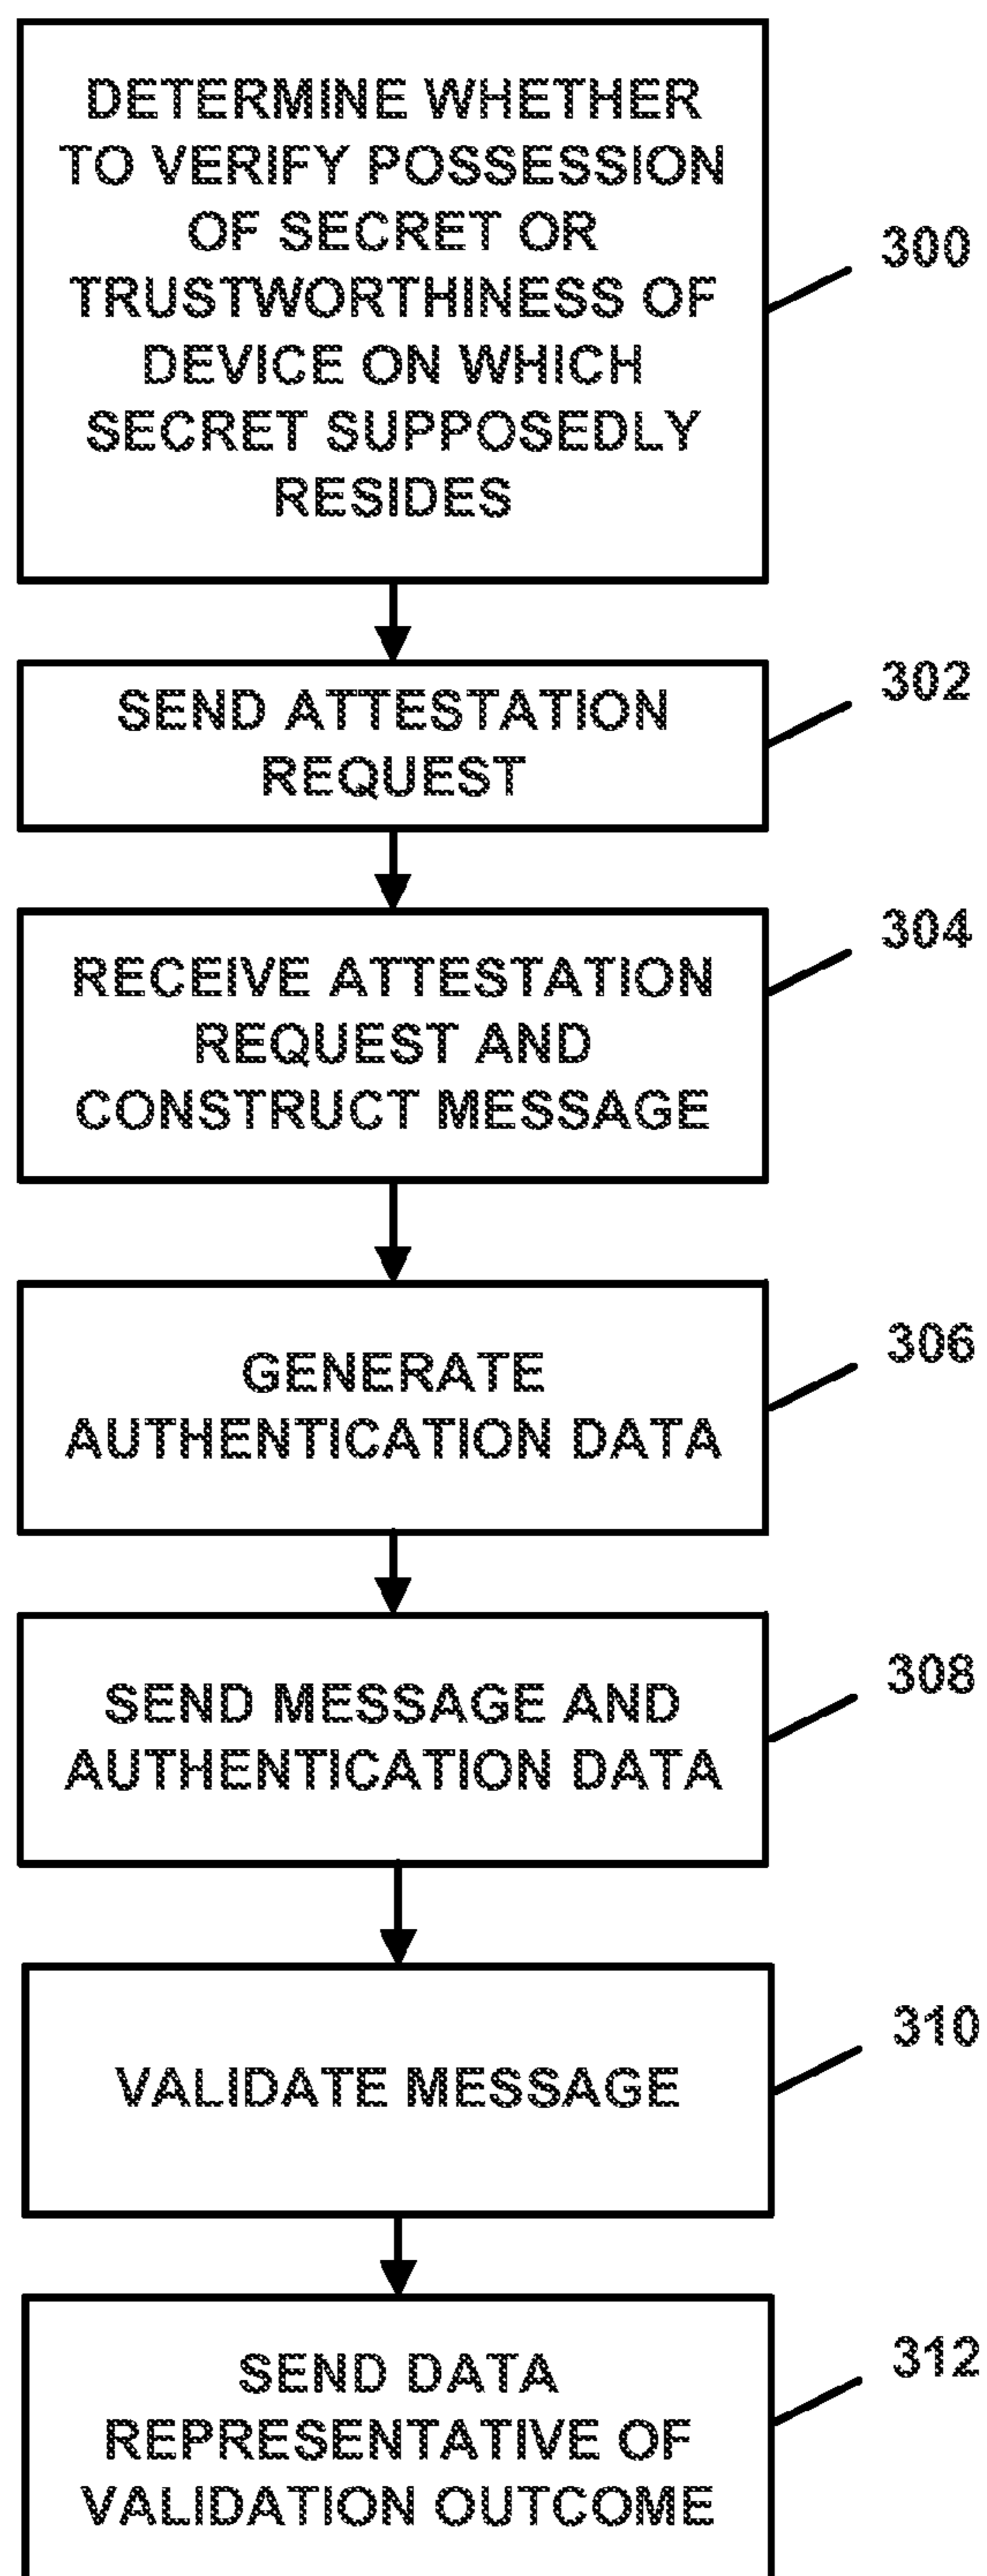 DETERMINE WHETHER
TO VERIFY POSSESSION
OF SECRET OR
TRUSTWORTHINESS OF
DEVICE ON WHICH
SECRET SUPPOSEDLY
RESIDES
300
SEND ATTESTATION
REQUEST
302
RECEIVE ATTESTATION
REQUEST AND
CONSTRUCT MESSAGE
304
GENERATE
AUTHENTICATION DATA
306
SEND MESSAGE AND
AUTHENTICATION DATA
308
VALIDATE MESSAGE
310
SEND DATA
REPRESENTATIVE OF
VALIDATION OUTCOME
312